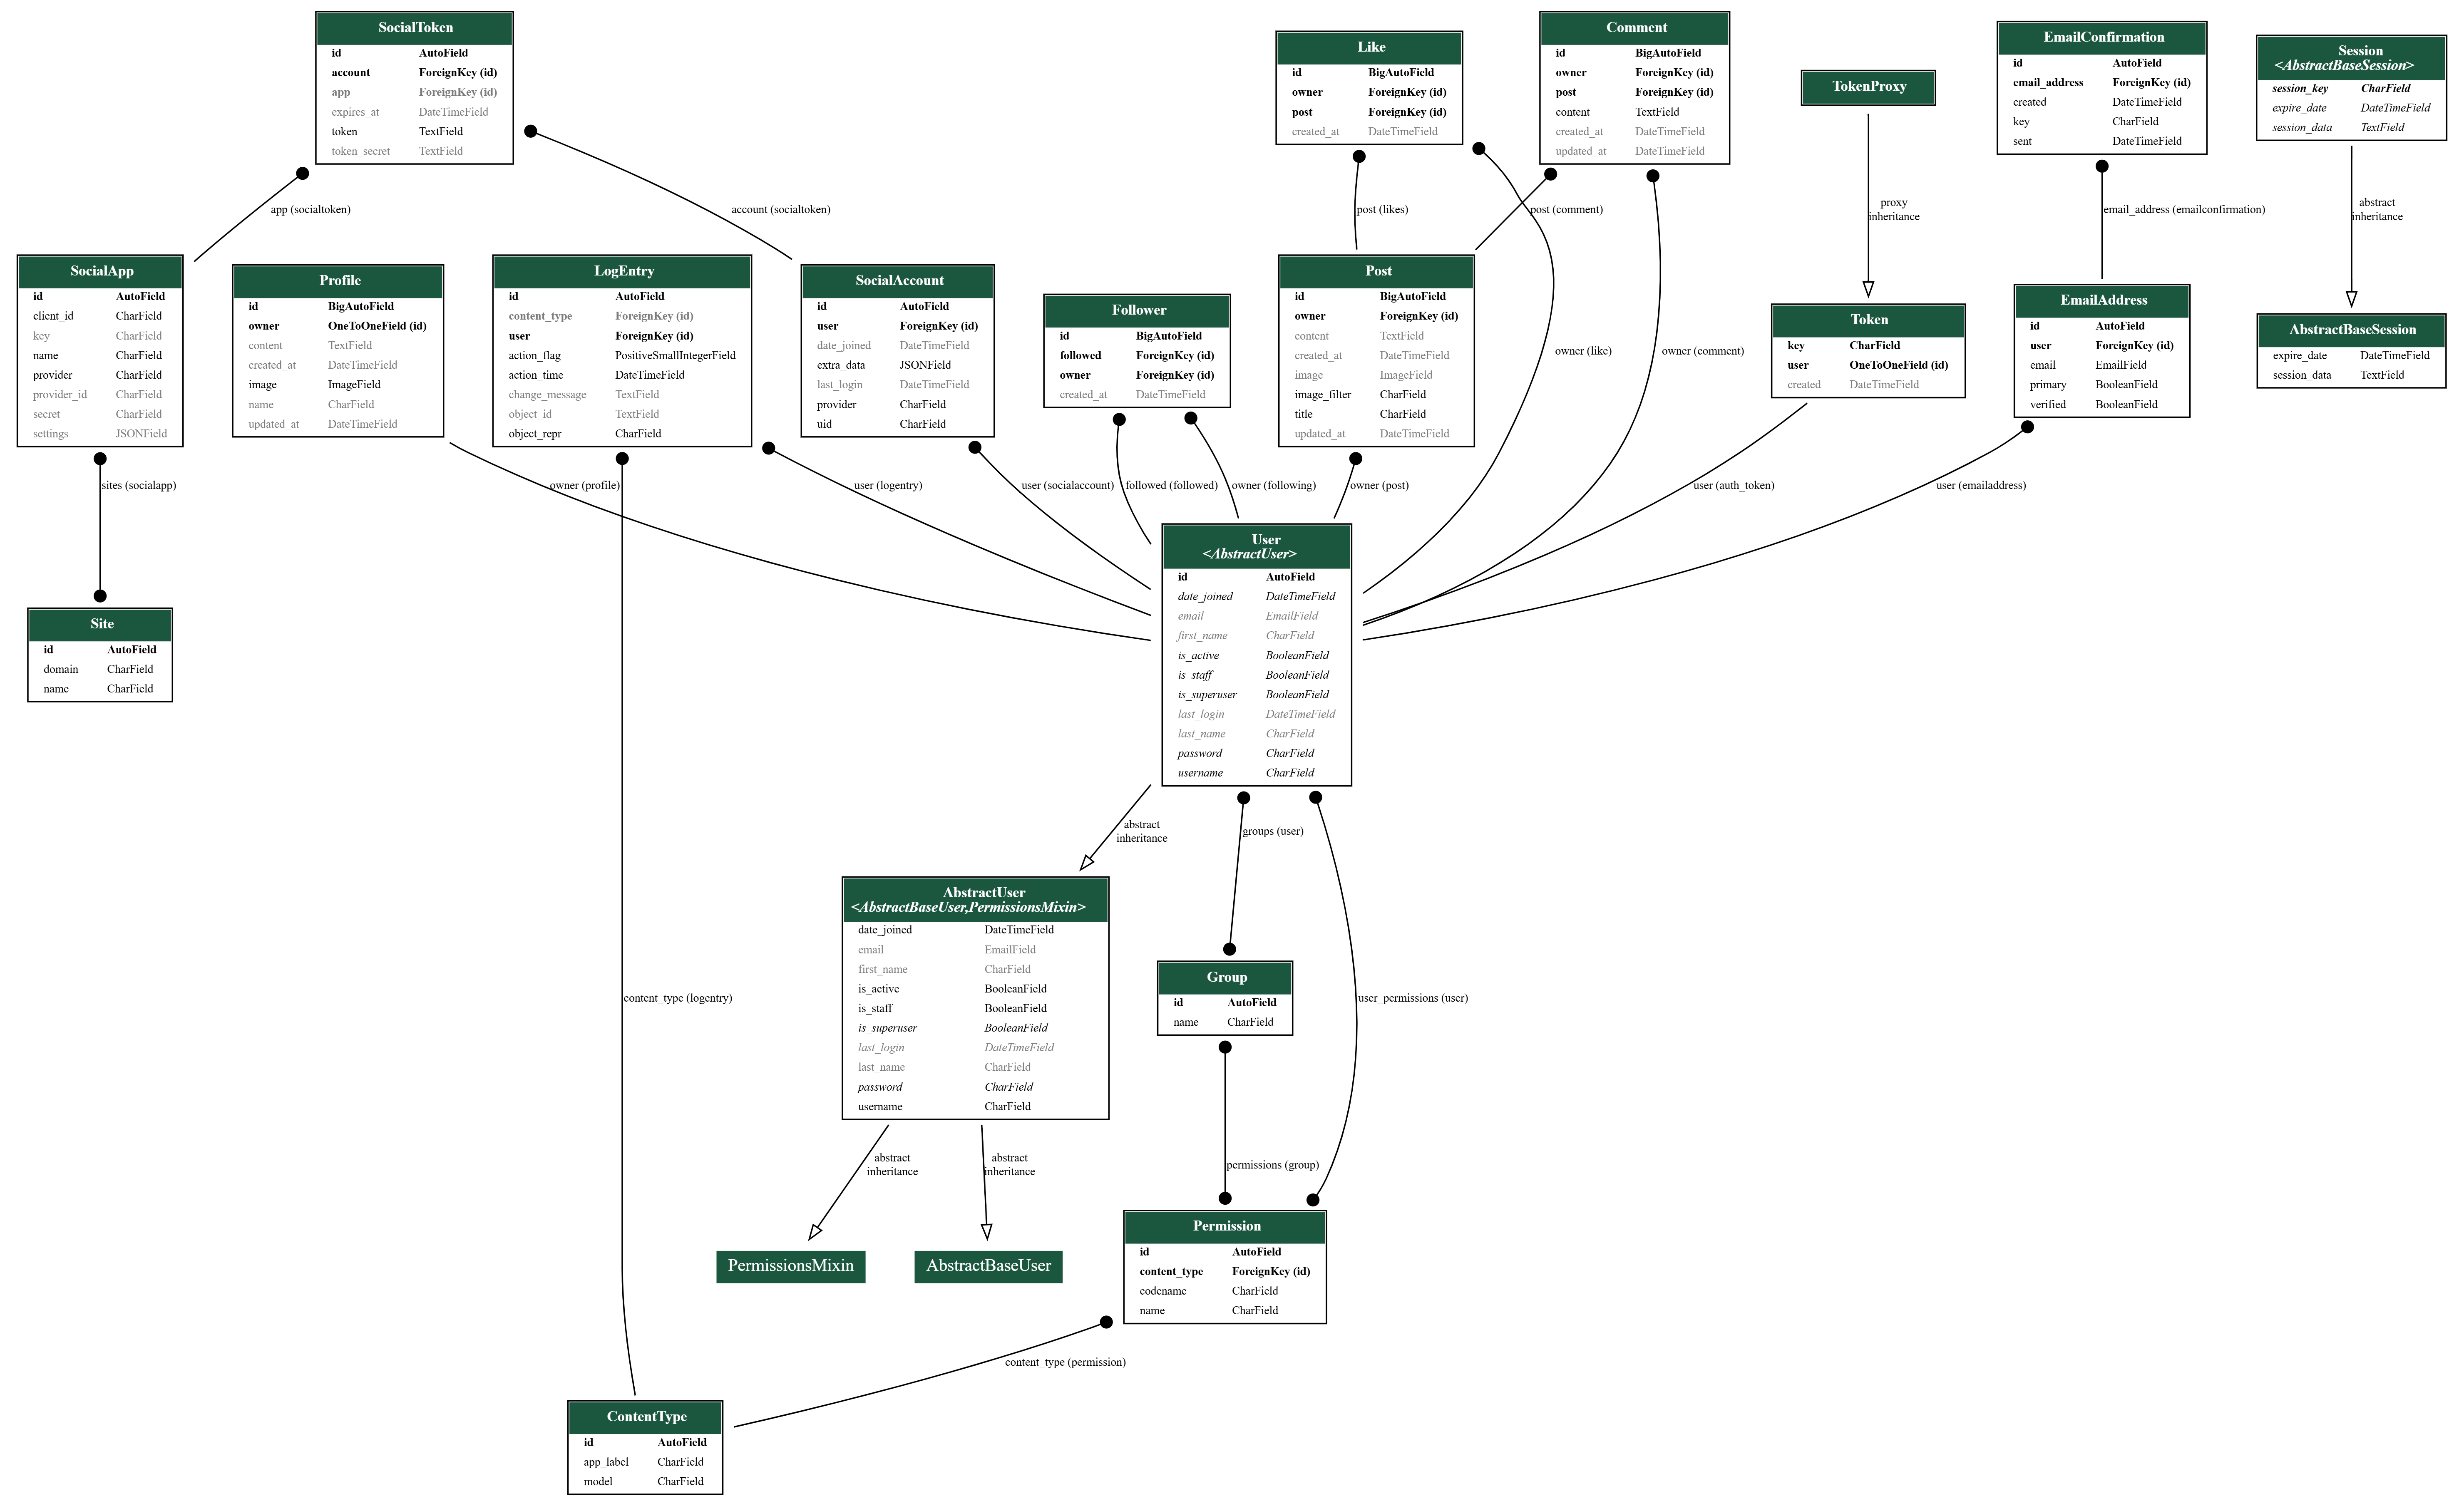 SocialToken
id AutoField
account ForeignKey (id)
app ForeignKey (id)
expires_at DateTimeField
token TextField
token_secret TextField
Like
id BigAutoField
owner ForeignKey (id)
post ForeignKey (id)
created_at DateTimeField
Comment
id BigAutoField
owner ForeignKey (id)
post ForeignKey (id)
content TextField
created_at DateTimeField
updated_at DateTimeField
TokenProxy
EmailConfirmation
id AutoField
email_address ForeignKey (id)
created DateTimeField
key CharField
sent DateTimeField
Session
<AbstractBaseSession>
session_key CharField
expire_date DateTimeField
session_data TextField
app (socialtoken)
account (socialtoken)
post (likes)
post (comment)
proxy
inheritance
email_address (emailconfirmation)
abstract
inheritance
SocialApp
id AutoField
client_id CharField
key CharField
name CharField
provider CharField
provider_id CharField
secret CharField
settings JSONField
Profile
id BigAutoField
owner OneToOneField (id)
content TextField
created_at DateTimeField
image ImageField
name CharField
updated_at DateTimeField
LogEntry
id AutoField
content_type ForeignKey (id)
user ForeignKey (id)
action_flag PositiveSmallIntegerField
action_time DateTimeField
change_message TextField
object_id TextField
object_repr CharField
SocialAccount
id AutoField
user ForeignKey (id)
date_joined DateTimeField
extra_data JSONField
last_login DateTimeField
provider CharField
uid CharField
Follower
id BigAutoField
followed ForeignKey (id)
owner ForeignKey (id)
created_at DateTimeField
Post
id BigAutoField
owner ForeignKey (id)
content TextField
created_at DateTimeField
image ImageField
image_filter CharField
title CharField
updated_at DateTimeField
owner (like)
owner (comment)
Token
key CharField
user OneToOneField (id)
created DateTimeField
EmailAddress
id AutoField
user ForeignKey (id)
email EmailField
primary BooleanField
verified BooleanField
AbstractBaseSession
expire_date DateTimeField
session_data TextField
sites (socialapp)
owner (profile)
user (logentry)
user (socialaccount)
followed (followed)
owner (following)
owner (post)
user (auth_token)
user (emailaddress)
Site
id AutoField
domain CharField
name CharField
User
<AbstractUser>
id AutoField
date_joined DateTimeField
email EmailField
first_name CharField
is_active BooleanField
is_staff BooleanField
is_superuser BooleanField
last_login DateTimeField
last_name CharField
password CharField
username CharField
abstract
inheritance
groups (user)
AbstractUser
<AbstractBaseUser,PermissionsMixin>
date_joined DateTimeField
email EmailField
first_name CharField
is_active BooleanField
is_staff BooleanField
is_superuser BooleanField
last_login DateTimeField
last_name CharField
password CharField
username CharField
Group
id AutoField
name CharField
content_type (logentry)
user_permissions (user)
abstract
inheritance
abstract
inheritance
permissions (group)
PermissionsMixin
AbstractBaseUser
Permission
id AutoField
content_type ForeignKey (id)
codename CharField
name CharField
content_type (permission)
ContentType
id AutoField
app_label CharField
model CharField